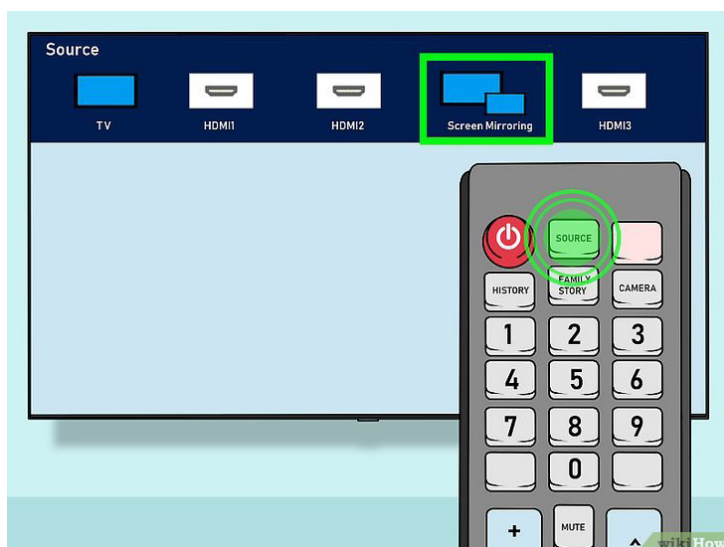 Source
TV HDMI1 HDMI2 Screen Mirroring HDMI3
SOURCE
HISTORY FAMILY STORY CAMERA
1 2 3
4 5 6
7 8 9
0
+ MUTE
wikiHow